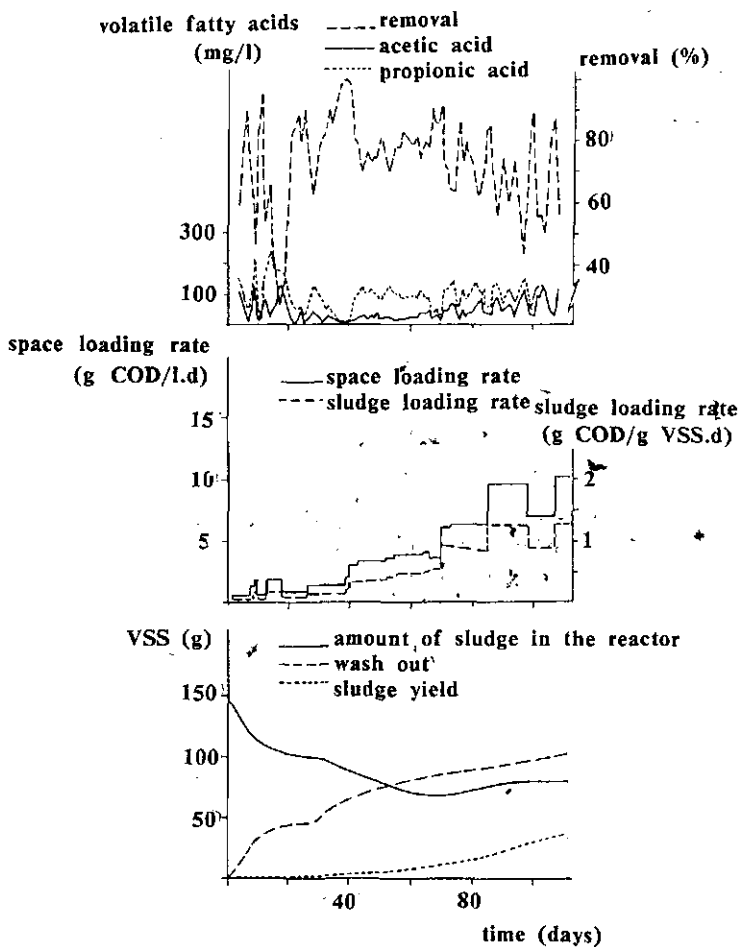 volatile fatty acids
(mg/l)
removal
acetic acid
propionic acid
removal (%)
300
100
80
60
40
space loading rate
(g COD/l.d)
space loading rate
sludge loading rate
sludge loading rate
(g COD/g VSS.d)
15
10
5
2
1
VSS (g)
amount of sludge in the reactor
wash out
sludge yield
150
100
50
0
40
80
time (days)